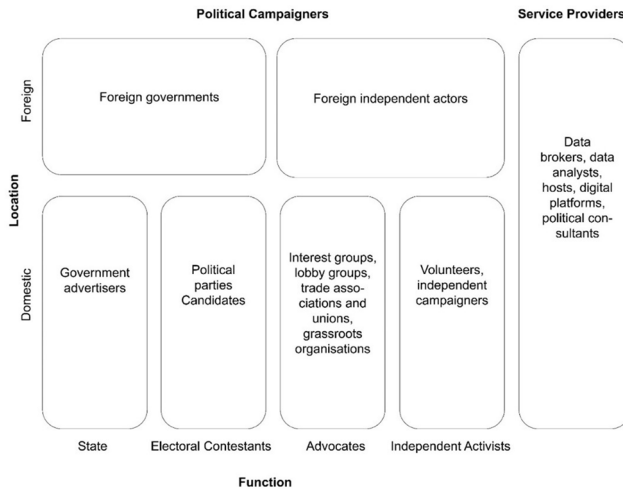 Political Campaigners
Service Providers
Foreign
Foreign governments
Foreign independent actors
Data
brokers, data
analysts,
hosts, digital
platforms,
political con-
sultants
Location
Domestic
Government
advertisers
Political
parties
Candidates
Interest groups,
lobby groups,
trade asso-
ciations and
unions,
grassroots
organisations
Volunteers,
independent
campaigners
State
Electoral Contestants
Advocates
Independent Activists
Function